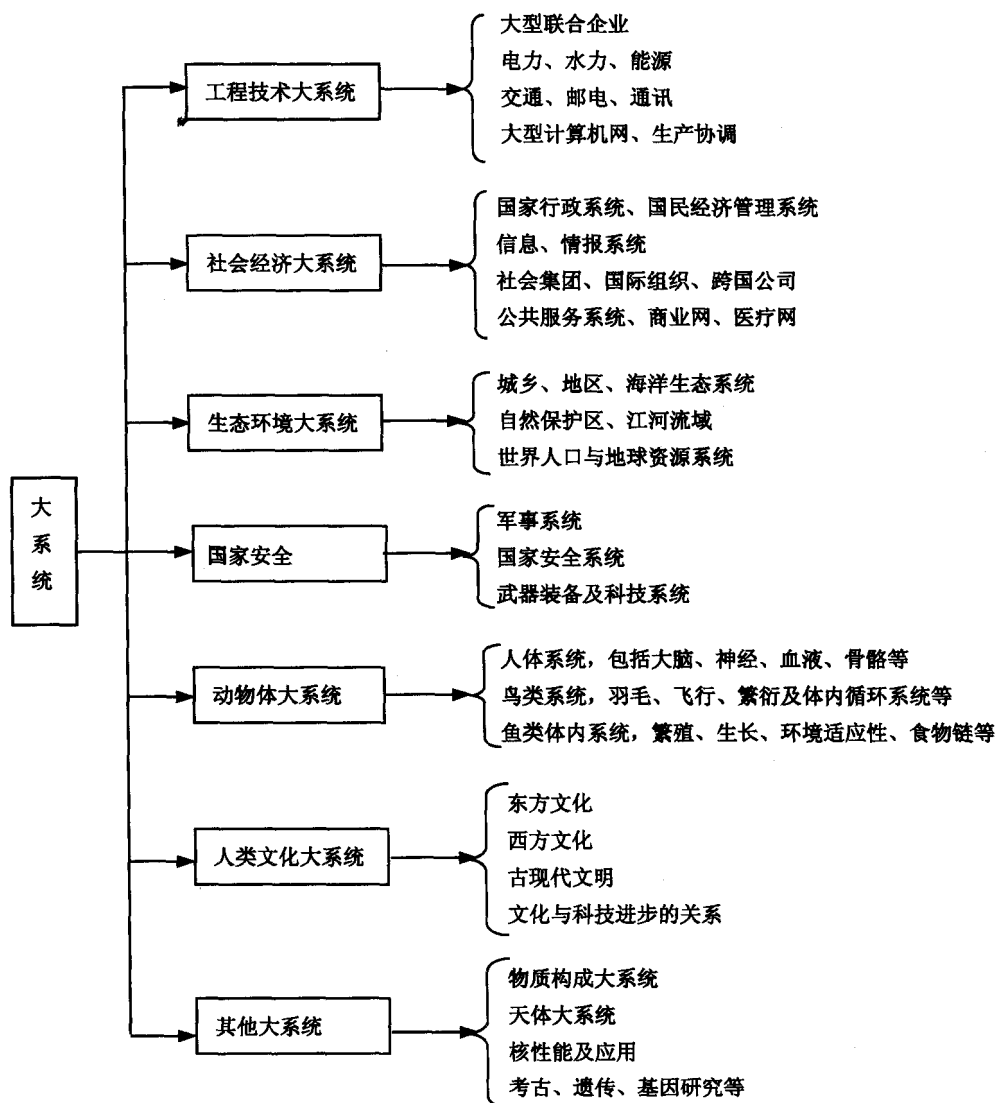 大系统
工程技术大系统
大型联合企业
电力、水力、能源
交通、邮电、通讯
大型计算机网、生产协调
社会经济大系统
国家行政系统、国民经济管理系统
信息、情报系统
社会集团、国际组织、跨国公司
公共服务系统、商业网、医疗网
生态环境大系统
城乡、地区、海洋生态系统
自然保护区、江河流域
世界人口与地球资源系统
国家安全
军事系统
国家安全系统
武器装备及科技系统
动物体大系统
人体系统，包括大脑、神经、血液、骨骼等
鸟类系统，羽毛、飞行、繁衍及体内循环系统等
鱼类体内系统，繁殖、生长、环境适应性、食物链等
人类文化大系统
东方文化
西方文化
古现代文明
文化与科技进步的关系
其他大系统
物质构成大系统
天体大系统
核性能及应用
考古、遗传、基因研究等